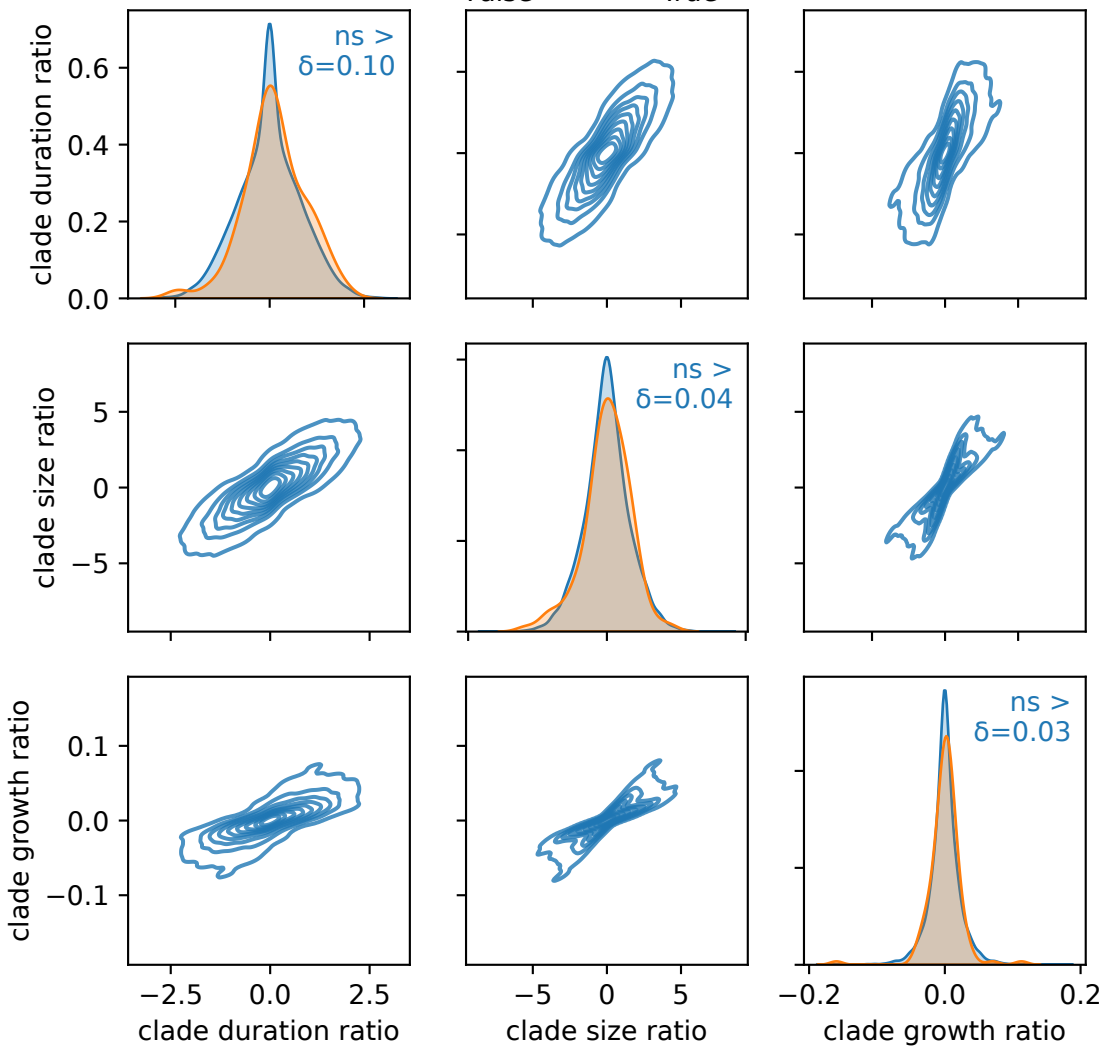 clade duration ratio
0.6
0.4
0.2
0.0
ns >
δ=0.10
clade size ratio
5
0
−5
ns >
δ=0.04
clade growth ratio
0.1
0.0
−0.1
ns >
δ=0.03
−2.5 0.0 2.5
−5 0 5
−0.2 0.0 0.2
clade duration ratio
clade size ratio
clade growth ratio